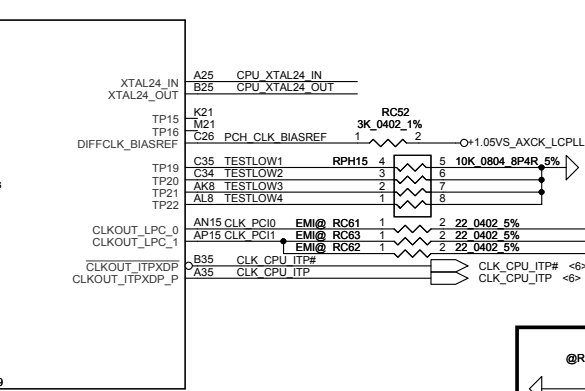 XTAL24_IN A25 CPU_XTAL24_IN
XTAL24_OUT B25 CPU_XTAL24_OUT
TP15 K21
TP16 M21
RC52
3K_0402_1%
DIFFCLK_BIASREF C26 PCH_CLK_BIASREF 1 2 +1.05VS_AXCK_LCPLL
TP19 C35 TESTLOW1 RPH15 4 5 10K_0804_8P4R_5%
TP20 C34 TESTLOW2 3 6
TP21 AK8 TESTLOW3 2 7
TP22 AL8 TESTLOW4 1 8
CLKOUT_LPC_0 AN15 CLK_PCI0 EMI@ RC61 1 2 22_0402_5%
CLKOUT_LPC_1 AP15 CLK_PCI1 EMI@ RC63 1 2 22_0402_5%
EMI@ RC62 1 2 22_0402_5%
CLKOUT_ITPXDP B35 CLK_CPU_ITP# CLK_CPU_ITP# <6>
CLKOUT_ITPXDP_P A35 CLK_CPU_ITP CLK_CPU_ITP <6>
@R
9